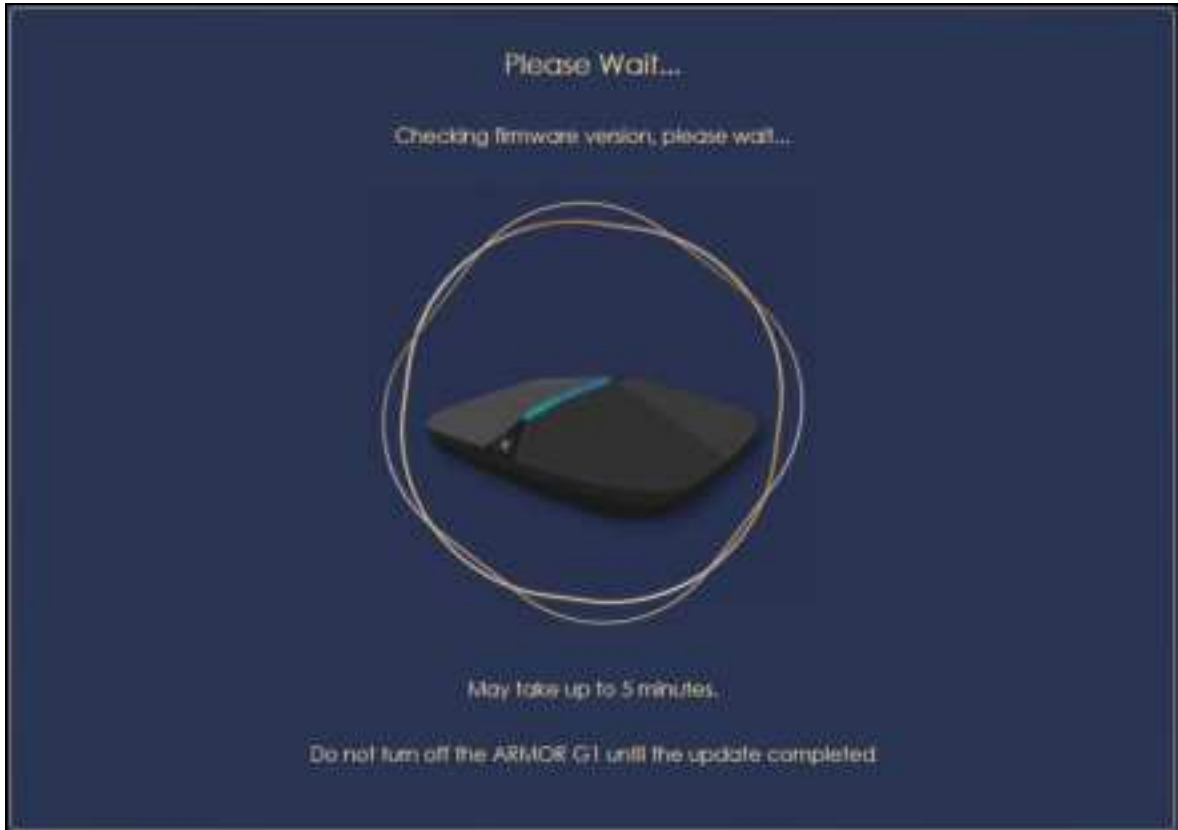 Please Wait...
Checking firmware version, please wait...
May take up to 5 minutes.
Do not turn off the ARMOR G1 until the update completed